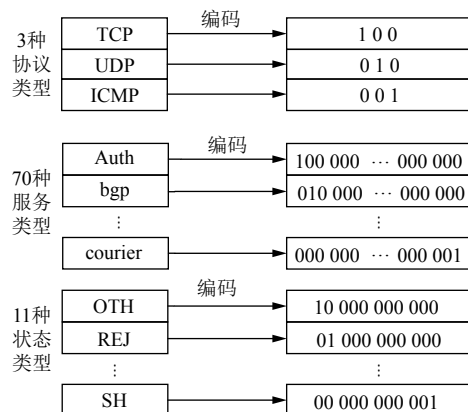 3种
协议
类型
编码
TCP 1 0 0
UDP 0 1 0
ICMP 0 0 1
70种
服务
类型
编码
Auth 100 000 … 000 000
bgp 010 000 … 000 000
⋮ ⋮
courier 000 000 … 000 001
11种
状态
类型
编码
OTH 10 000 000 000
REJ 01 000 000 000
⋮ ⋮
SH 00 000 000 001